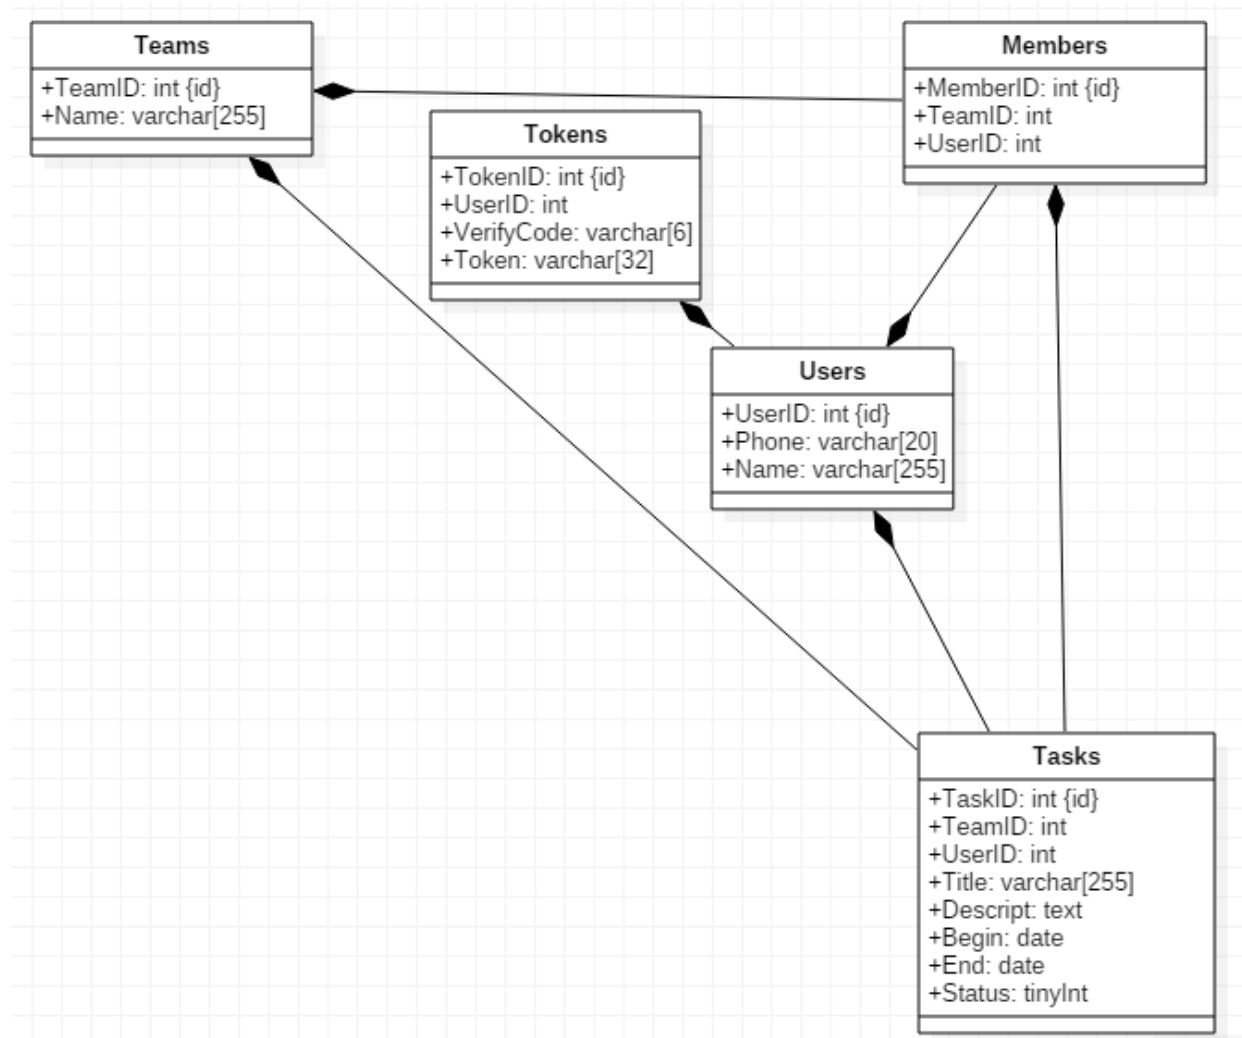 Teams
+TeamID: int {id}
+Name: varchar[255]
Members
+MemberID: int {id}
+TeamID: int
+UserID: int
Tokens
+TokenID: int {id}
+UserID: int
+VerifyCode: varchar[6]
+Token: varchar[32]
Users
+UserID: int {id}
+Phone: varchar[20]
+Name: varchar[255]
Tasks
+TaskID: int {id}
+TeamID: int
+UserID: int
+Title: varchar[255]
+Descript: text
+Begin: date
+End: date
+Status: tinyInt